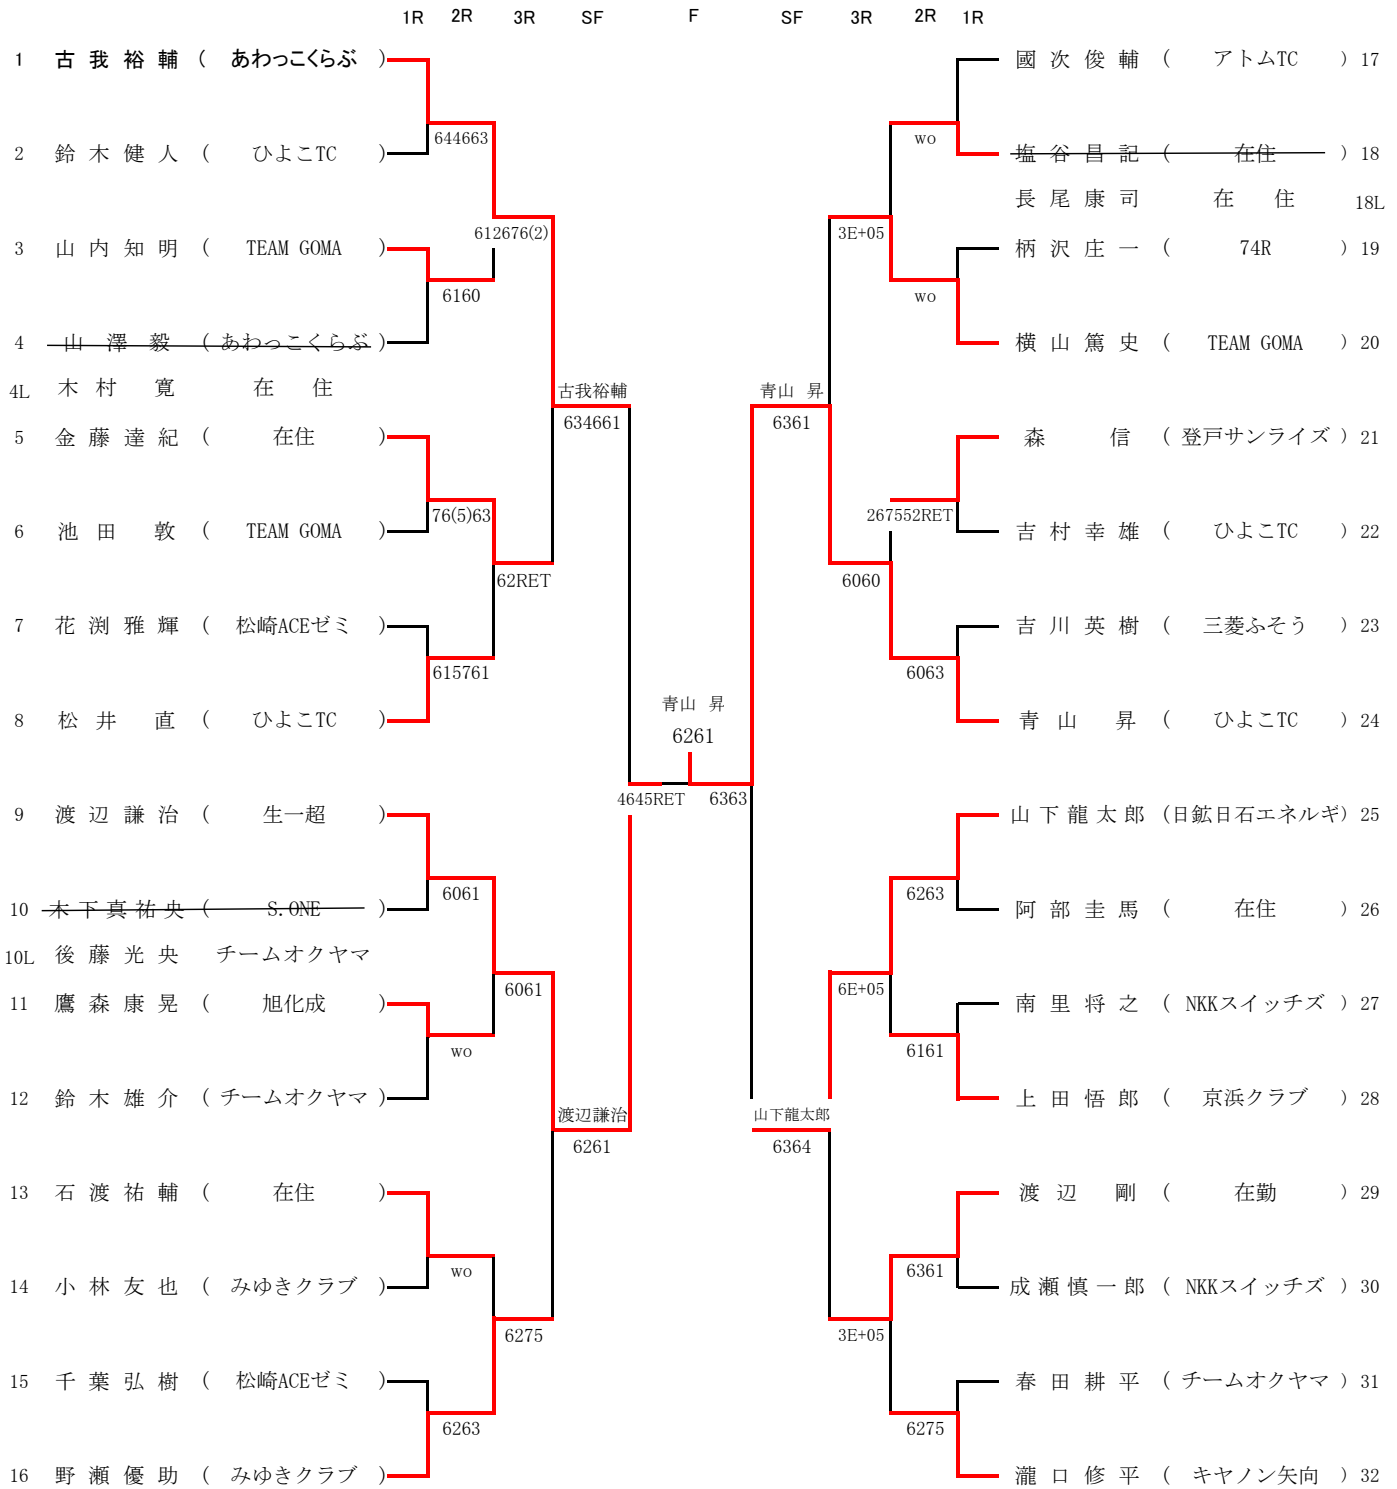 1R 2R 3R SF F SF 3R 2R 1R
1 古我裕輔 ( あわっこくらぶ )
644663
2 鈴木健人 ( ひよこTC )
612676(2)
3 山内知明 ( TEAM GOMA )
6160
4 山澤毅 ( あわっこくらぶ )
4L 木村寛 在住
古我裕輔
634661
5 金藤達紀 ( 在住 )
76(5)63
6 池田敦 ( TEAM GOMA )
62RET
7 花渕雅輝 ( 松崎ACEゼミ )
615761
8 松井直 ( ひよこTC )
青山 昇
6261
4645RET 6363
9 渡辺謙治 ( 生一超 )
6061
10 木下真祐央 ( S.ONE )
10L 後藤光央 チームオクヤマ
6061
11 鷹森康晃 ( 旭化成 )
wo
12 鈴木雄介 ( チームオクヤマ )
渡辺謙治
6261
13 石渡祐輔 ( 在住 )
wo
14 小林友也 ( みゆきクラブ )
6275
15 千葉弘樹 ( 松崎ACEゼミ )
6263
16 野瀬優助 ( みゆきクラブ )
國次俊輔 ( アトムTC ) 17
wo
塩谷昌記 ( 在住 ) 18
長尾康司 在住 18L
3E+05
柄沢庄一 ( 74R ) 19
wo
横山篤史 ( TEAM GOMA ) 20
青山 昇
6361
森信 ( 登戸サンライズ ) 21
267552RET
吉村幸雄 ( ひよこTC ) 22
6060
吉川英樹 ( 三菱ふそう ) 23
6063
青山昇 ( ひよこTC ) 24
山下龍太郎 (日鉱日石エネルギ) 25
6263
阿部圭馬 ( 在住 ) 26
6E+05
南里将之 ( NKKスイッチズ ) 27
6161
上田悟郎 ( 京浜クラブ ) 28
山下龍太郎
6364
渡辺剛 ( 在勤 ) 29
6361
成瀬慎一郎 ( NKKスイッチズ ) 30
3E+05
春田耕平 ( チームオクヤマ ) 31
6275
瀧口修平 ( キヤノン矢向 ) 32